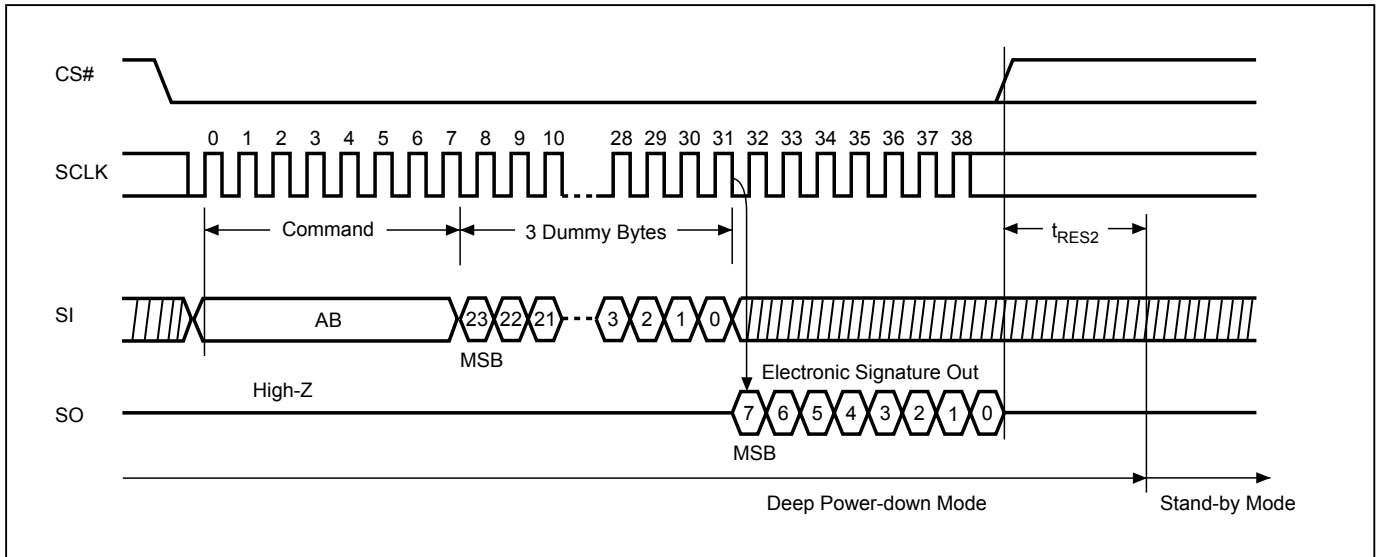 CS#
0 1 2 3 4 5 6 7 8 9 10 28 29 30 31 32 33 34 35 36 37 38
SCLK
Command 3 Dummy Bytes tRES2
SI AB 23 22 21 3 2 1 0
MSB
Electronic Signature Out
High-Z
SO 7 6 5 4 3 2 1 0
MSB
Deep Power-down Mode Stand-by Mode